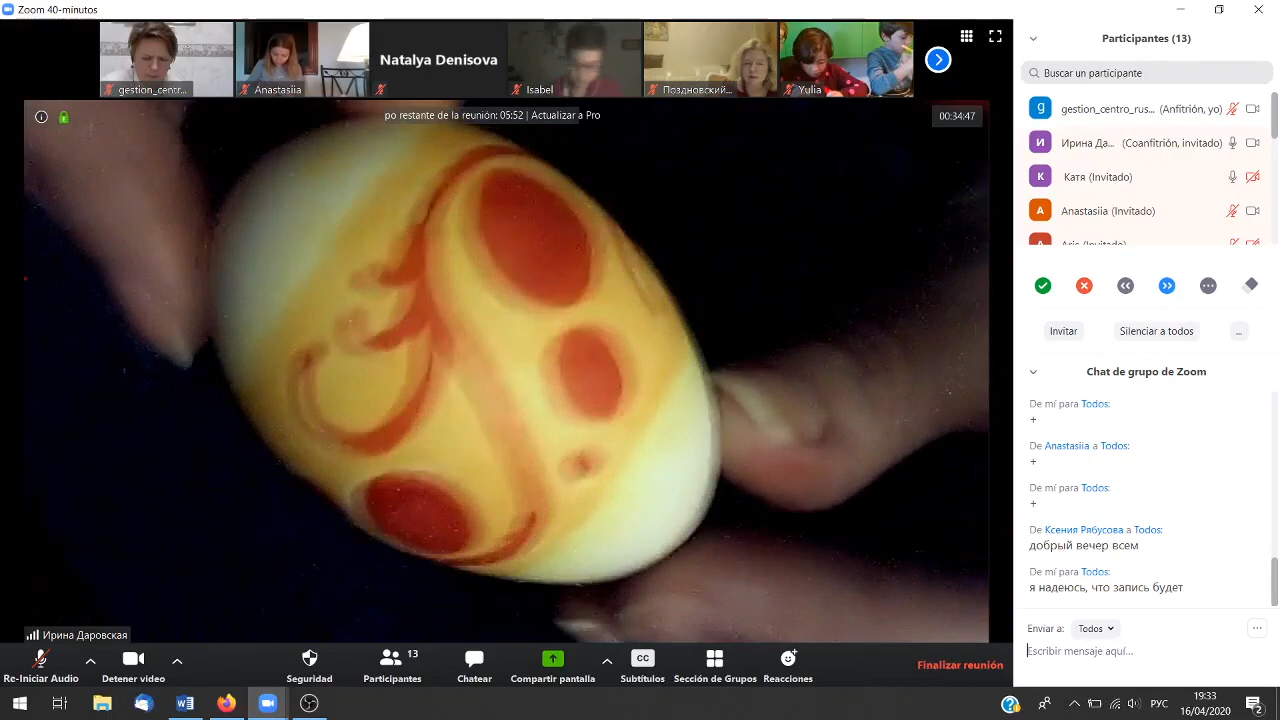 Zoom 40-minutos
gestion_centr...
Anastasiia
Natalya Denisova
Isabel
Поздновский...
Yulia
po restante de la reunión: 05:52 | Actualizar a Pro
00:34:47
Ирина Даровская
Participantes (13)
Buscar un participante
g gestion_centro_rus... (Anfitrión, yo)
И Ирина Да... (Coanfitrión, invitado)
К Катя (Invitado)
A Anastasiia (Invitado)
Invitar
Silenciar a todos
...
Chat de grupo de Zoom
De mí para Todos:
+
De Anastasiia a Todos:
+
De mí para Todos:
+
De Ксения Рябусова a Todos:
добрый вечер всем
De mí para Todos:
я надеюсь, что запись будет
Enviar a: Todos
Escribir mensaje aquí...
Re-Iniciar Audio
Detener video
Seguridad
13
Participantes
Chatear
Compartir pantalla
CC
Subtítulos
Sección de Grupos
Reacciones
Finalizar reunión
РУС
19:33
16/04/2020
2